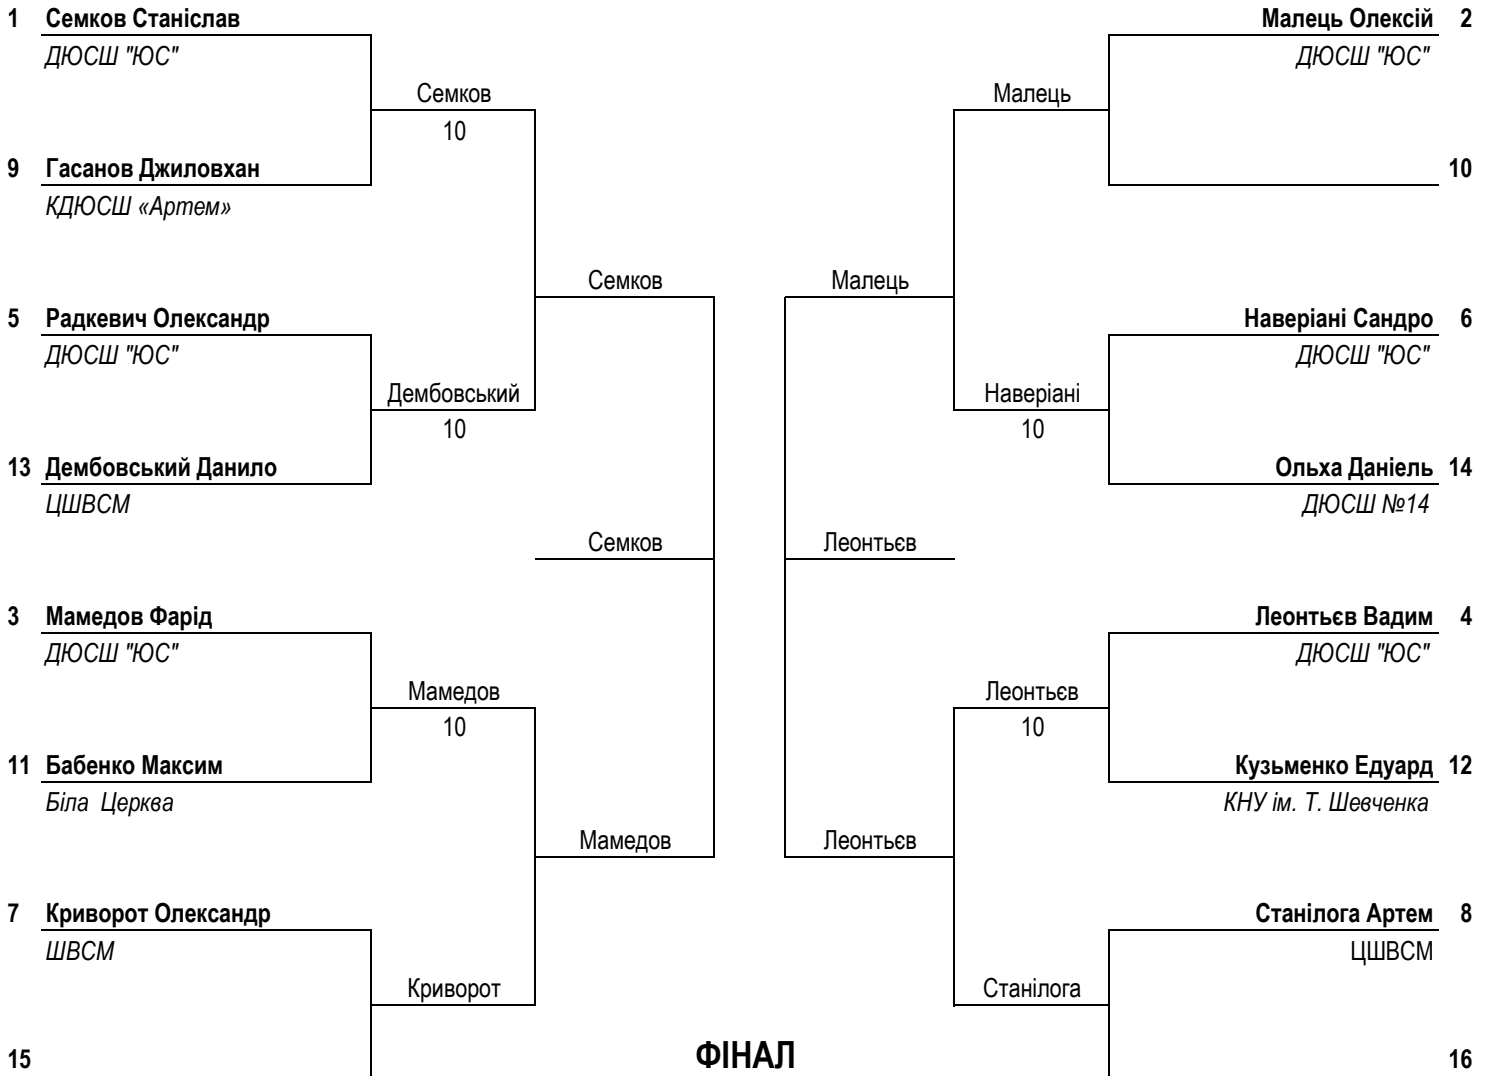 1 Семков Станіслав
Малець Олексій 2
ДЮСШ "ЮС"
ДЮСШ "ЮС"
Семков
Малець
10
9 Гасанов Джиловхан
10
КДЮСШ «Артем»
Семков
Малець
5 Радкевич Олександр
Наверіані Сандро 6
ДЮСШ "ЮС"
ДЮСШ "ЮС"
Дембовський
Наверіані
10
10
13 Дембовський Данило
Ольха Даніель 14
ЦШВСМ
ДЮСШ №14
Семков
Леонтьєв
3 Мамедов Фарід
Леонтьєв Вадим 4
ДЮСШ "ЮС"
ДЮСШ "ЮС"
Мамедов
Леонтьєв
10
10
11 Бабенко Максим
Кузьменко Едуард 12
Біла Церква
КНУ ім. Т. Шевченка
Мамедов
Леонтьєв
7 Криворот Олександр
Станілога Артем 8
ШВСМ
ЦШВСМ
Криворот
Станілога
15
ФІНАЛ
16